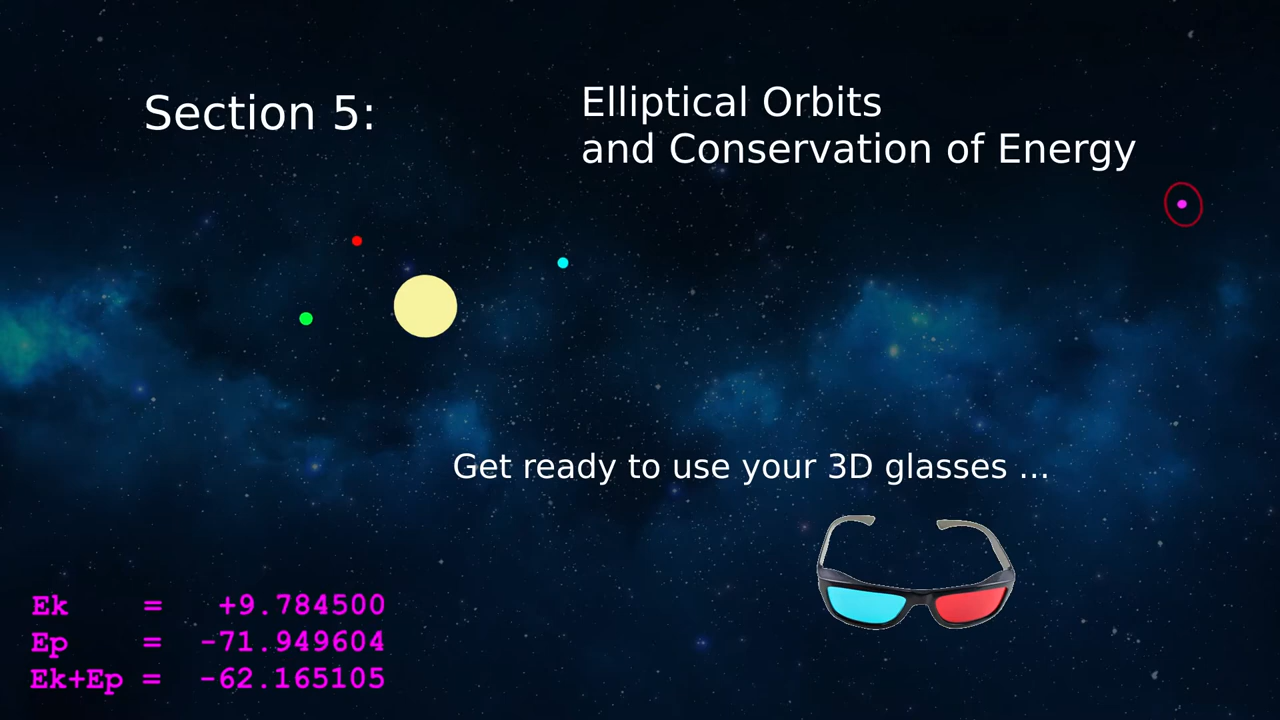 Section 5:
Elliptical Orbits
and Conservation of Energy
Get ready to use your 3D glasses ...
Ek = +9.784500
Ep = -71.949604
Ek+Ep = -62.165105